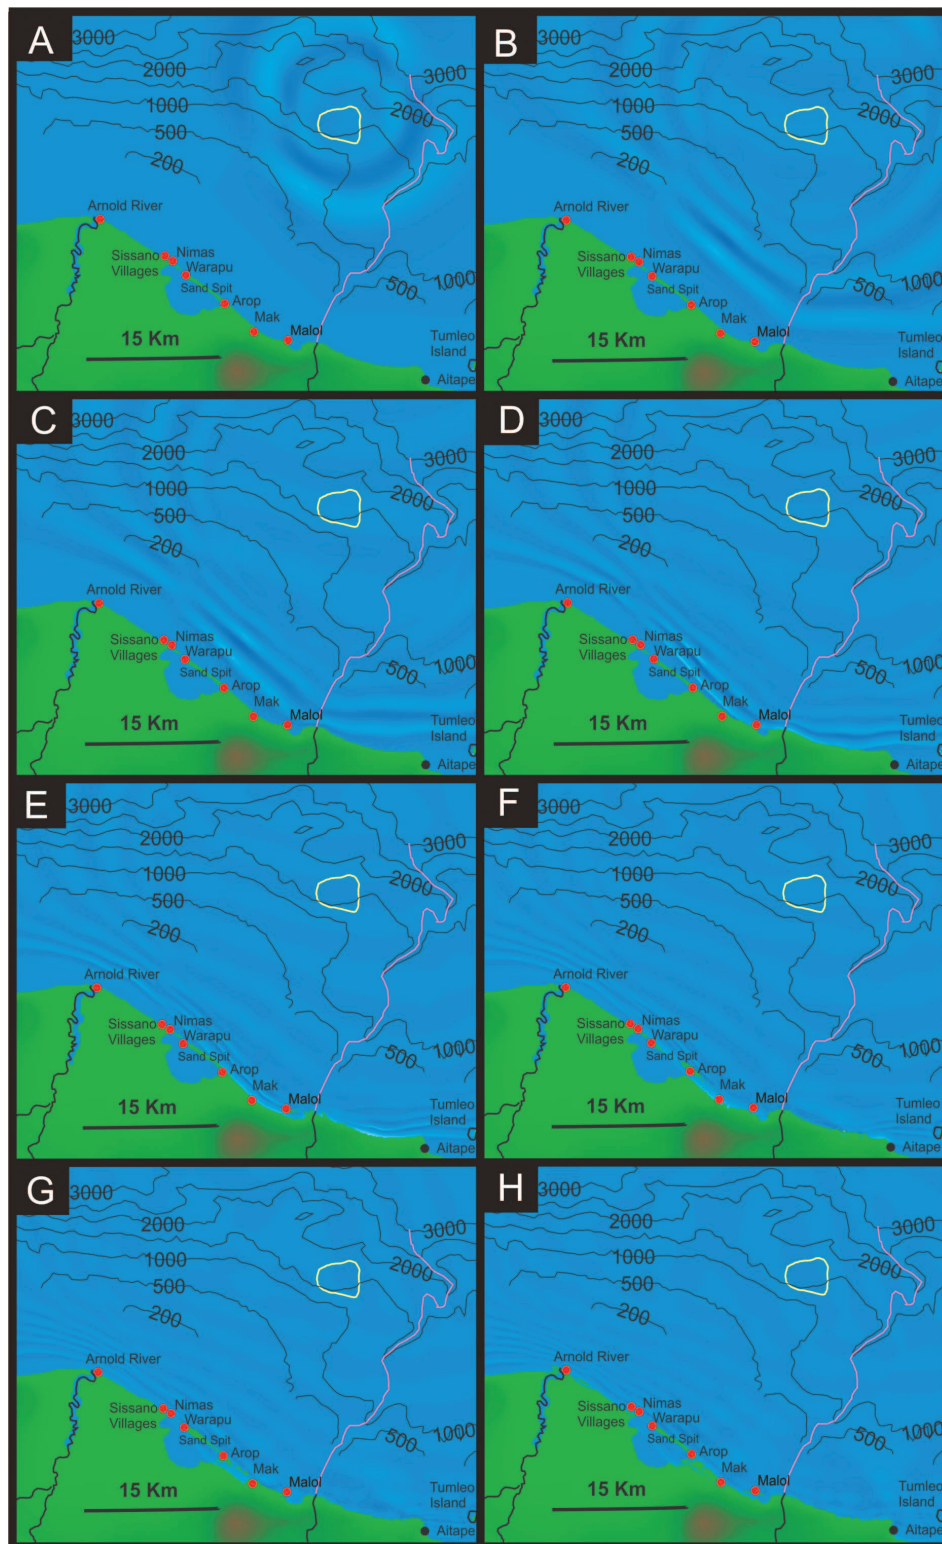 A
3000
2000
1000
500
200
3000
2000
Arnold River
Sissano
Villages
Nimas
Warapu
Sand Spit
Arop
Mak
Malol
500
1000
15 Km
Tumleo
Island
Aitape
B
3000
2000
1000
500
200
3000
2000
Arnold River
Sissano
Villages
Nimas
Warapu
Sand Spit
Arop
Mak
Malol
500
1000
15 Km
Tumleo
Island
Aitape
C
3000
2000
1000
500
200
3000
2000
Arnold River
Sissano
Villages
Nimas
Warapu
Sand Spit
Arop
Mak
Malol
500
1000
15 Km
Tumleo
Island
Aitape
D
3000
2000
1000
500
200
3000
2000
Arnold River
Sissano
Villages
Nimas
Warapu
Sand Spit
Arop
Mak
Malol
500
1000
15 Km
Tumleo
Island
Aitape
E
3000
2000
1000
500
200
3000
2000
Arnold River
Sissano
Villages
Nimas
Warapu
Sand Spit
Arop
Mak
Malol
500
1000
15 Km
Tumleo
Island
Aitape
F
3000
2000
1000
500
200
3000
2000
Arnold River
Sissano
Villages
Nimas
Warapu
Sand Spit
Arop
Mak
Malol
500
1000
15 Km
Tumleo
Island
Aitape
G
3000
2000
1000
500
200
3000
2000
Arnold River
Sissano
Villages
Nimas
Warapu
Sand Spit
Arop
Mak
Malol
500
1000
15 Km
Tumleo
Island
Aitape
H
3000
2000
1000
500
200
3000
2000
Arnold River
Sissano
Villages
Nimas
Warapu
Sand Spit
Arop
Mak
Malol
500
1000
15 Km
Tumleo
Island
Aitape